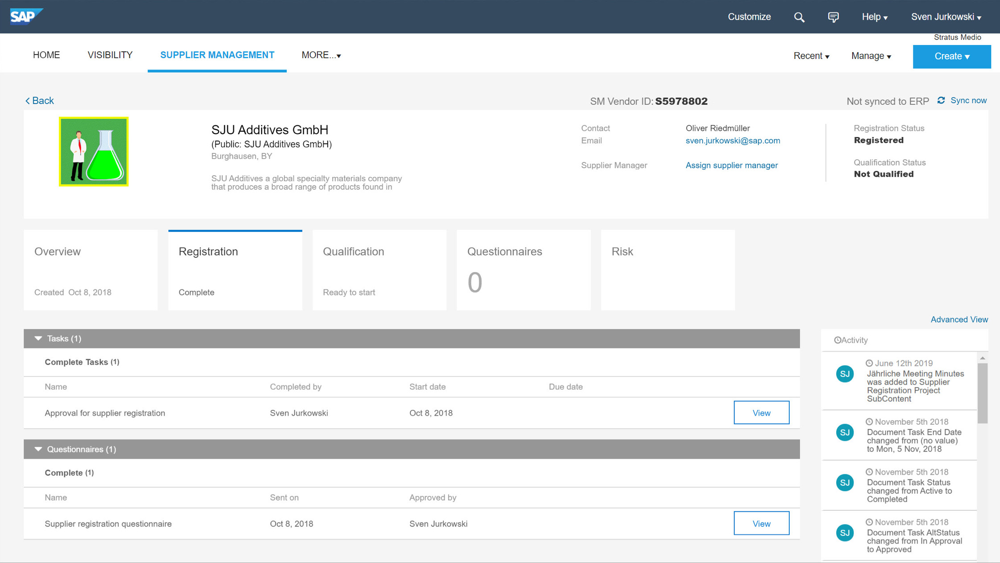 SAP
Customize
Help
Sven Jurkowski
Stratus Medio
HOME
VISIBILITY
SUPPLIER MANAGEMENT
MORE...
Recent
Manage
Create
Back
SM Vendor ID: S5978802
Not synced to ERP
Sync now
SJU Additives GmbH
(Public: SJU Additives GmbH)
Burghausen, BY
SJU Additives a global specialty materials company
that produces a broad range of products found in
Contact
Oliver Riedmüller
Email
sven.jurkowski@sap.com
Supplier Manager
Assign supplier manager
Registration Status
Registered
Qualification Status
Not Qualified
Overview
Created Oct 8, 2018
Registration
Complete
Qualification
Ready to start
Questionnaires
0
Risk
Advanced View
Tasks (1)
Complete Tasks (1)
Name
Completed by
Start date
Due date
Approval for supplier registration
Sven Jurkowski
Oct 8, 2018
View
Questionnaires (1)
Complete (1)
Name
Sent on
Approved by
Supplier registration questionnaire
Oct 8, 2018
Sven Jurkowski
View
Activity
SJ
June 12th 2019
Jährliche Meeting Minutes
was added to Supplier
Registration Project
SubContent
SJ
November 5th 2018
Document Task End Date
changed from (no value)
to Mon, 5 Nov, 2018
SJ
November 5th 2018
Document Task Status
changed from Active to
Completed
SJ
November 5th 2018
Document Task AltStatus
changed from In Approval
to Approved